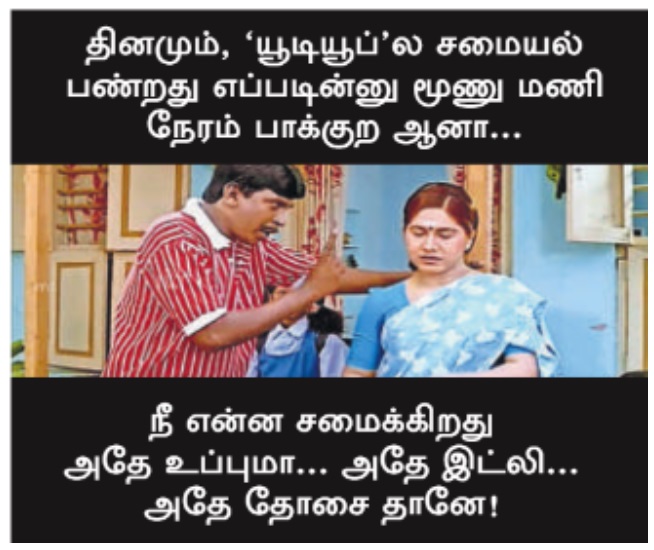 தினமும், ‘யூடியூப்’ல சமையல்
பண்றது எப்படின்னு மூணு மணி
நேரம் பாக்குற ஆனா...
நீ என்ன சமைக்கிறது
அதே உப்புமா... அதே இட்லி...
அதே தோசை தானே!